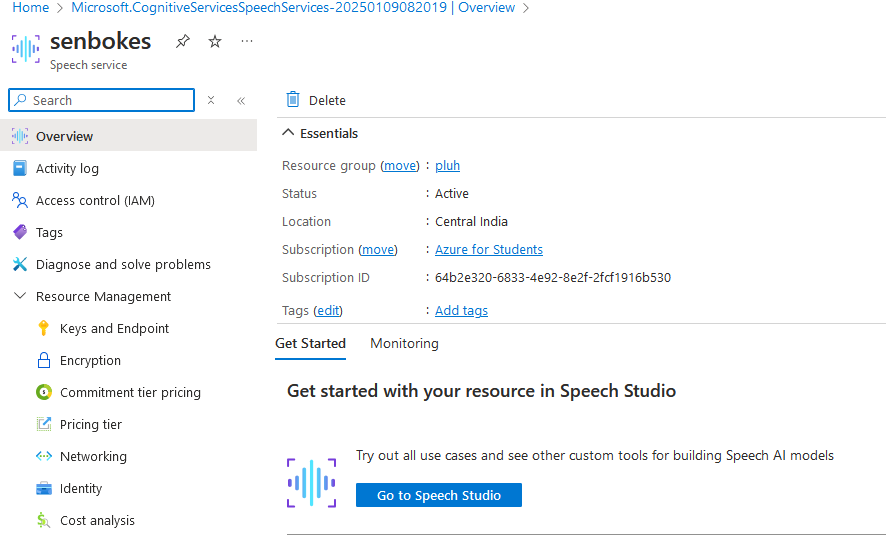 Home > Microsoft.CognitiveServicesSpeechServices-20250109082019 | Overview >
senbokes
Speech service
Search
Overview
Activity log
Access control (IAM)
Tags
Diagnose and solve problems
Resource Management
Keys and Endpoint
Encryption
Commitment tier pricing
Pricing tier
Networking
Identity
Cost analysis
Delete
Essentials
Resource group (move) : pluh
Status : Active
Location : Central India
Subscription (move) : Azure for Students
Subscription ID : 64b2e320-6833-4e92-8e2f-2fcf1916b530
Tags (edit) : Add tags
Get Started Monitoring
Get started with your resource in Speech Studio
Try out all use cases and see other custom tools for building Speech AI models
Go to Speech Studio